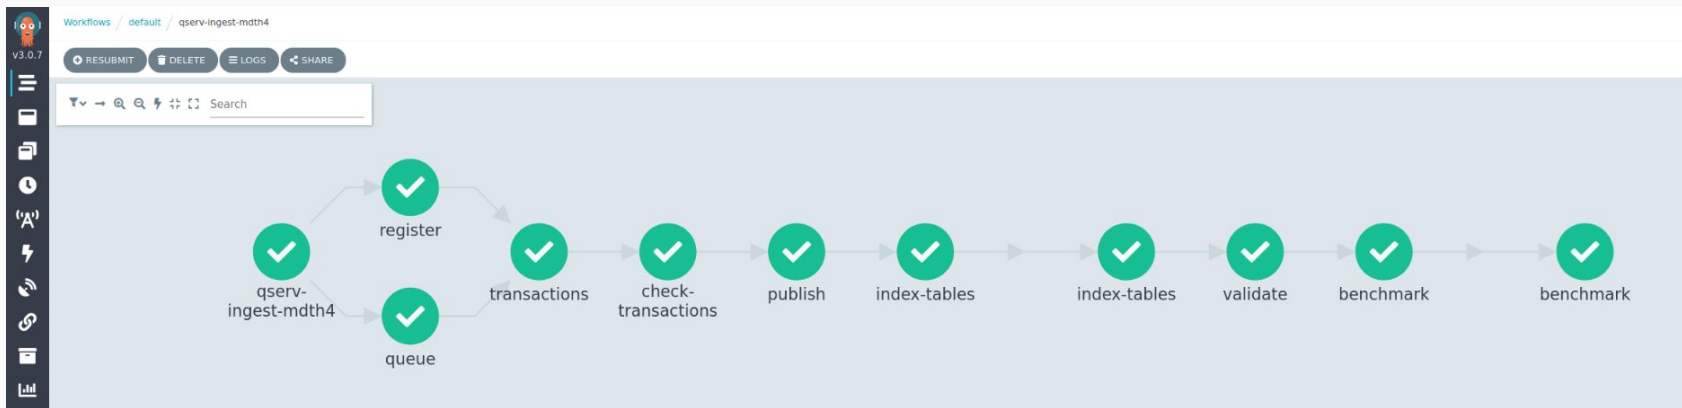 Workflows / default / qserv-ingest-mdth4
v3.0.7
RESUBMIT DELETE LOGS SHARE
Search
register
qserv-
ingest-mdth4
queue
transactions
check-
transactions
publish
index-tables
index-tables
validate
benchmark
benchmark